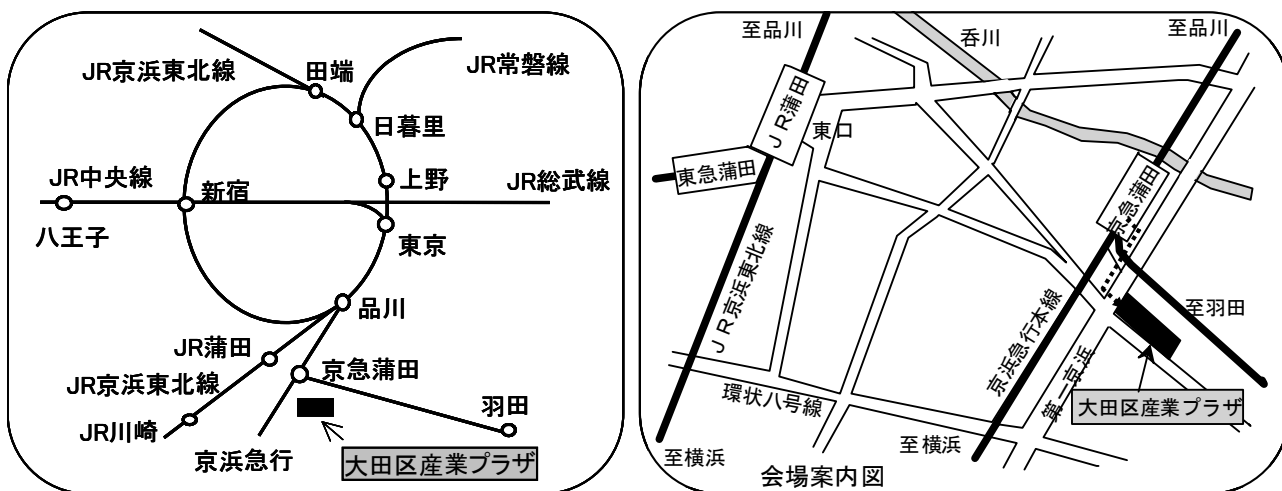 JR京浜東北線
田端
JR常磐線
日暮里
上野
JR中央線
新宿
JR総武線
八王子
東京
品川
JR蒲田
京急蒲田
JR京浜東北線
羽田
JR川崎
京浜急行
大田区産業プラザ
至品川
呑川
至品川
JR蒲田
東口
東急蒲田
京急蒲田
JR京浜東北線
至羽田
京浜急行本線
第一京浜
環状八号線
大田区産業プラザ
至横浜
至横浜
会場案内図